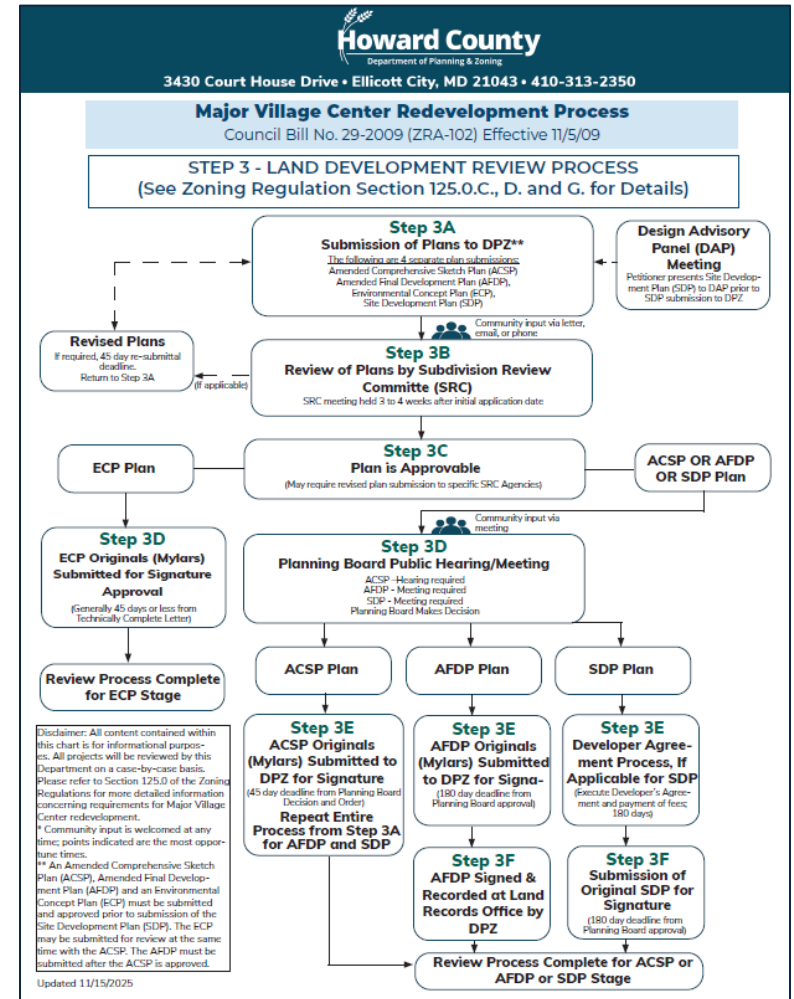 Howard County
Department of Planning & Zoning
3430 Court House Drive • Ellicott City, MD 21043 • 410-313-2350
Major Village Center Redevelopment Process
Council Bill No. 29-2009 (ZRA-102) Effective 11/5/09
STEP 3 - LAND DEVELOPMENT REVIEW PROCESS
(See Zoning Regulation Section 125.0.C., D. and G. for Details)
Step 3A
Submission of Plans to DPZ**
The following are 4 separate plan submissions:
Amended Comprehensive Sketch Plan (ACSP)
Amended Final Development Plan (AFDP),
Environmental Concept Plan (ECP),
Site Development Plan (SDP)
Design Advisory
Panel (DAP)
Meeting
Petitioner presents Site Develop-
ment Plan (SDP) to DAP prior to
SDP submission to DPZ
Community input via letter,
email, or phone
Revised Plans
If required, 45 day re-submittal
deadline.
Return to Step 3A
(If applicable)
Step 3B
Review of Plans by Subdivision Review
Committe (SRC)
SRC meeting held 3 to 4 weeks after initial application date
ECP Plan
Step 3C
Plan is Approvable
(May require revised plan submission to specific SRC Agencies)
ACSP OR AFDP
OR SDP Plan
Community input via
meeting
Step 3D
ECP Originals (Mylars)
Submitted for Signature
Approval
(Generally 45 days or less from
Technically Complete Letter)
Step 3D
Planning Board Public Hearing/Meeting
ACSP -Hearing required
AFDP - Meeting required
SDP - Meeting required
Planning Board Makes Decision
Review Process Complete
for ECP Stage
ACSP Plan
AFDP Plan
SDP Plan
Step 3E
ACSP Originals
(Mylars) Submitted to
DPZ for Signature
(45 day deadline from Planning Board
Decision and Order)
Repeat Entire
Process from Step 3A
for AFDP and SDP
Step 3E
AFDP Originals
(Mylars) Submitted
to DPZ for Signa-
(180 day deadline from
Planning Board approval)
Step 3E
Developer Agree-
ment Process, If
Applicable for SDP
(Execute Developer's Agree-
ment and payment of fees;
180 days)
Step 3F
AFDP Signed &
Recorded at Land
Records Office by
DPZ
Step 3F
Submission of
Original SDP for
Signature
(180 day deadline from
Planning Board approval)
Review Process Complete for ACSP or
AFDP or SDP Stage
Disclaimer: All content contained within
this chart is for informational purpos-
es. All projects will be reviewed by this
Department on a case-by-case basis.
Please refer to Section 125.0 of the Zoning
Regulations for more detailed information
concerning requirements for Major Village
Center redevelopment.
* Community input is welcomed at any
time; points indicated are the most oppor-
tune times.
** An Amended Comprehensive Sketch
Plan (ACSP), Amended Final Develop-
ment Plan (AFDP) and an Environmental
Concept Plan (ECP) must be submitted
and approved prior to submission of the
Site Development Plan (SDP). The ECP
may be submitted for review at the same
time with the ACSP. The AFDP must be
submitted after the ACSP is approved.
Updated 11/15/2025